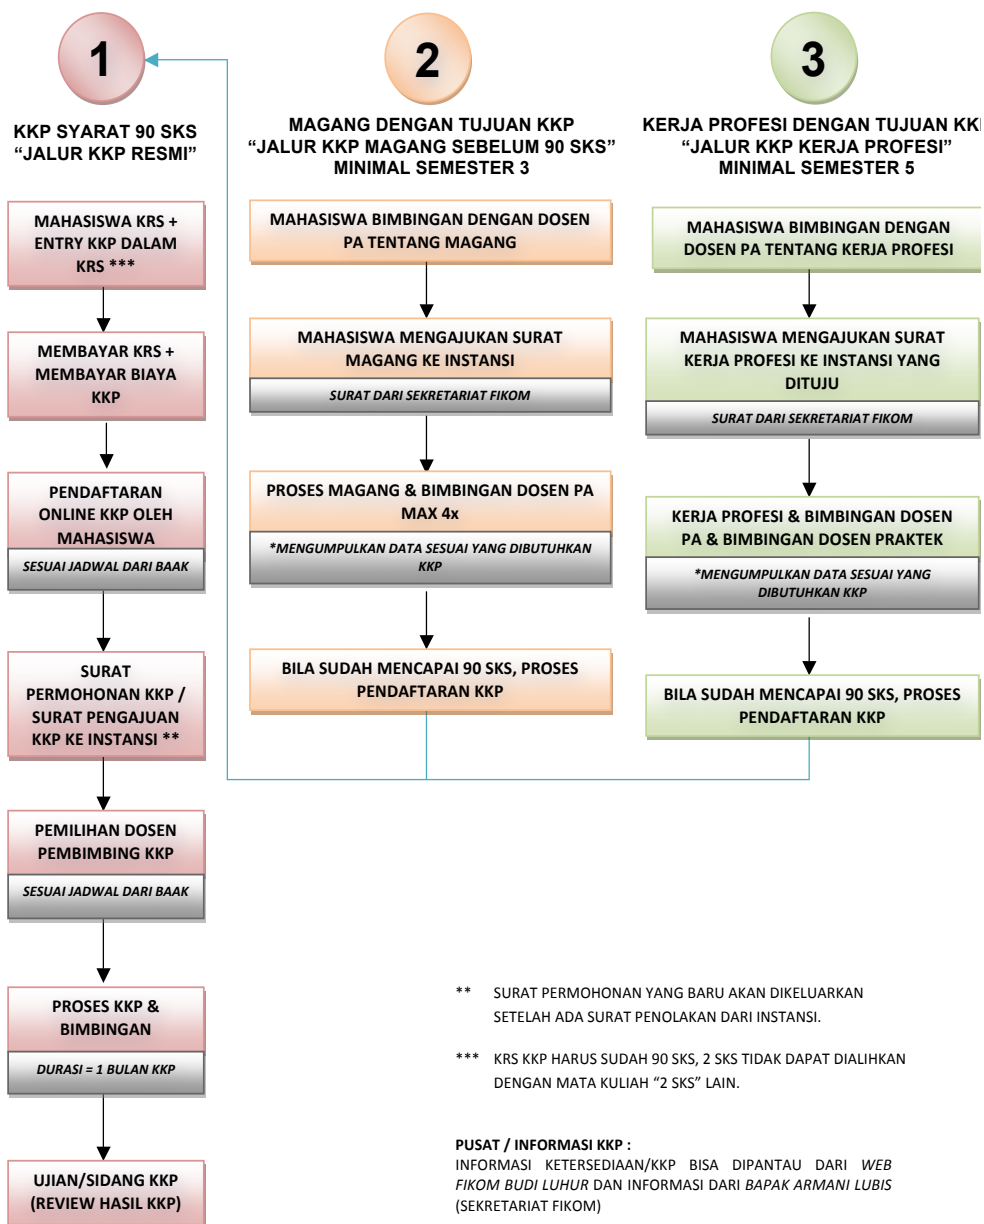 1
KKP SYARAT 90 SKS
“JALUR KKP RESMI”
MAHASISWA KRS +
ENTRY KKP DALAM
KRS ***
MEMBAYAR KRS +
MEMBAYAR BIAYA
KKP
PENDAFTARAN
ONLINE KKP OLEH
MAHASISWA
SESUAI JADWAL DARI BAAK
SURAT
PERMOHONAN KKP /
SURAT PENGAJUAN
KKP KE INSTANSI **
PEMILIHAN DOSEN
PEMBIMBING KKP
SESUAI JADWAL DARI BAAK
PROSES KKP &
BIMBINGAN
DURASI = 1 BULAN KKP
UJIAN/SIDANG KKP
(REVIEW HASIL KKP)
2
MAGANG DENGAN TUJUAN KKP
“JALUR KKP MAGANG SEBELUM 90 SKS”
MINIMAL SEMESTER 3
MAHASISWA BIMBINGAN DENGAN DOSEN
PA TENTANG MAGANG
MAHASISWA MENGAJUKAN SURAT
MAGANG KE INSTANSI
SURAT DARI SEKRETARIAT FIKOM
PROSES MAGANG & BIMBINGAN DOSEN PA
MAX 4x
*MENGUMPULKAN DATA SESUAI YANG DIBUTUHKAN
KKP
BILA SUDAH MENCAPAI 90 SKS, PROSES
PENDAFTARAN KKP
3
KERJA PROFESI DENGAN TUJUAN KK
“JALUR KKP KERJA PROFESI”
MINIMAL SEMESTER 5
MAHASISWA BIMBINGAN DENGAN
DOSEN PA TENTANG KERJA PROFESI
MAHASISWA MENGAJUKAN SURAT
KERJA PROFESI KE INSTANSI YANG
DITUJU
SURAT DARI SEKRETARIAT FIKOM
KERJA PROFESI & BIMBINGAN DOSEN
PA & BIMBINGAN DOSEN PRAKTEK
*MENGUMPULKAN DATA SESUAI YANG
DIBUTUHKAN KKP
BILA SUDAH MENCAPAI 90 SKS, PROSES
PENDAFTARAN KKP
** SURAT PERMOHONAN YANG BARU AKAN DIKELUARKAN
SETELAH ADA SURAT PENOLAKAN DARI INSTANSI.
*** KRS KKP HARUS SUDAH 90 SKS, 2 SKS TIDAK DAPAT DIALIHKAN
DENGAN MATA KULIAH “2 SKS” LAIN.
PUSAT / INFORMASI KKP :
INFORMASI KETERSEDIAAN/KKP BISA DIPANTAU DARI WEB
FIKOM BUDI LUHUR DAN INFORMASI DARI BAPAK ARMANI LUBIS
(SEKRETARIAT FIKOM)